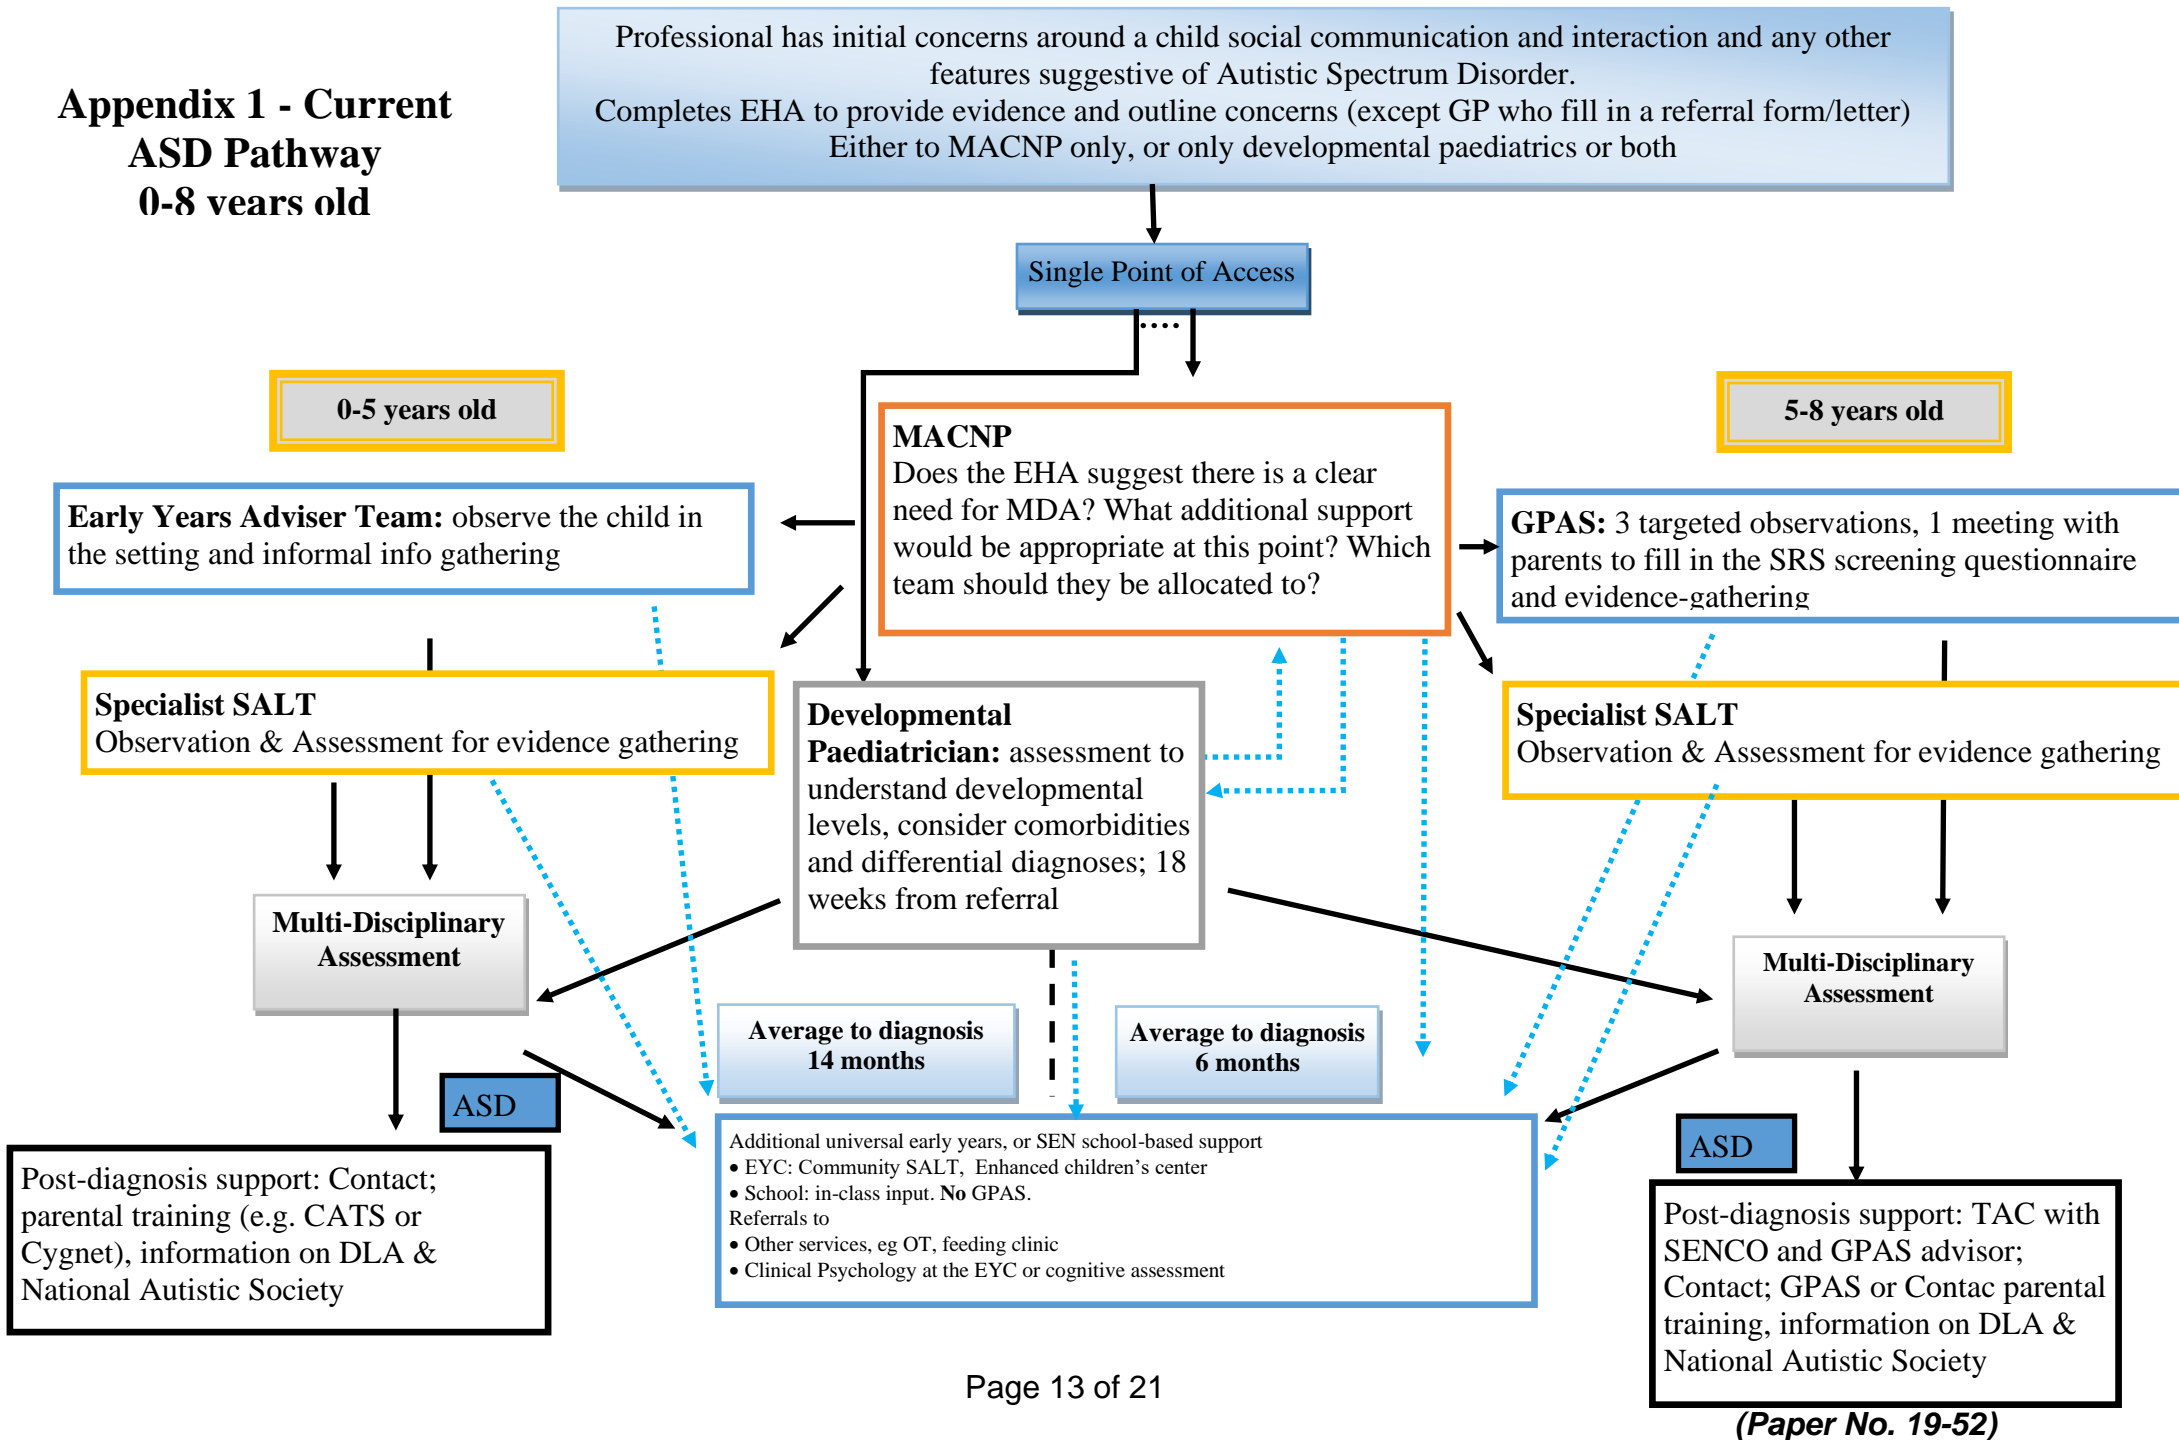 Appendix 1 - Current
ASD Pathway
0-8 years old
Professional has initial concerns around a child social communication and interaction and any other
features suggestive of Autistic Spectrum Disorder.
Completes EHA to provide evidence and outline concerns (except GP who fill in a referral form/letter)
Either to MACNP only, or only developmental paediatrics or both
Single Point of Access
0-5 years old
5-8 years old
MACNP
Does the EHA suggest there is a clear
need for MDA? What additional support
would be appropriate at this point? Which
team should they be allocated to?
Early Years Adviser Team: observe the child in
the setting and informal info gathering
GPAS: 3 targeted observations, 1 meeting with
parents to fill in the SRS screening questionnaire
and evidence-gathering
Specialist SALT
Observation & Assessment for evidence gathering
Developmental
Paediatrician: assessment to
understand developmental
levels, consider comorbidities
and differential diagnoses; 18
weeks from referral
Specialist SALT
Observation & Assessment for evidence gathering
Multi-Disciplinary
Assessment
Multi-Disciplinary
Assessment
Average to diagnosis
14 months
Average to diagnosis
6 months
ASD
ASD
Post-diagnosis support: Contact;
parental training (e.g. CATS or
Cygnet), information on DLA &
National Autistic Society
Additional universal early years, or SEN school-based support
• EYC: Community SALT, Enhanced children's center
• School: in-class input. No GPAS.
Referrals to
• Other services, eg OT, feeding clinic
• Clinical Psychology at the EYC or cognitive assessment
Post-diagnosis support: TAC with
SENCO and GPAS advisor;
Contact; GPAS or Contac parental
training, information on DLA &
National Autistic Society
Page 13 of 21
(Paper No. 19-52)